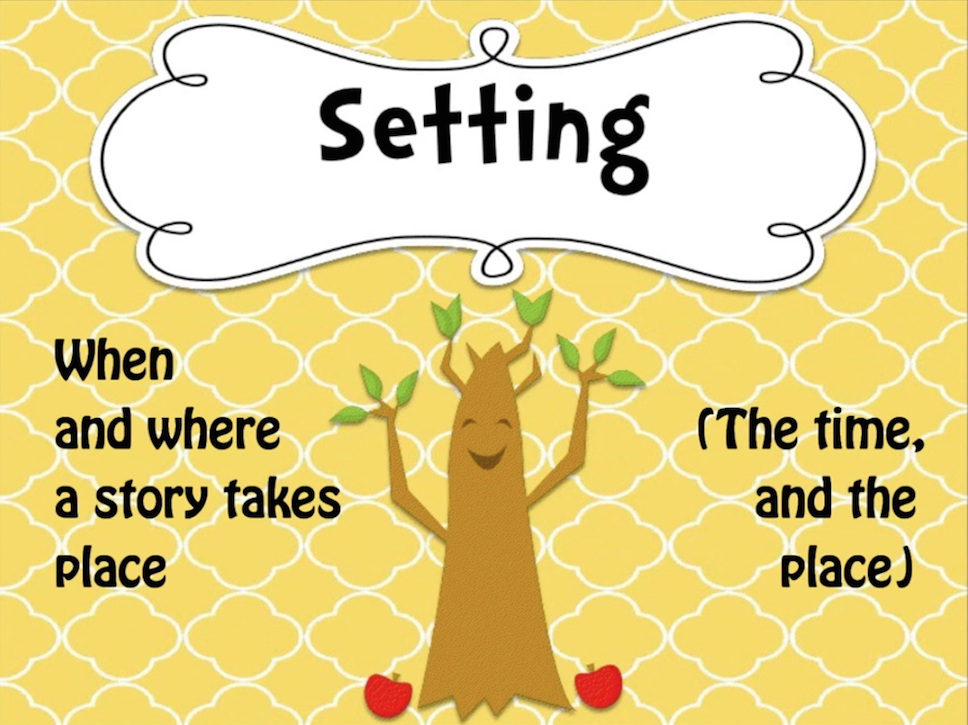 Setting
When
and where
a story takes
place
(The time,
and the
place)